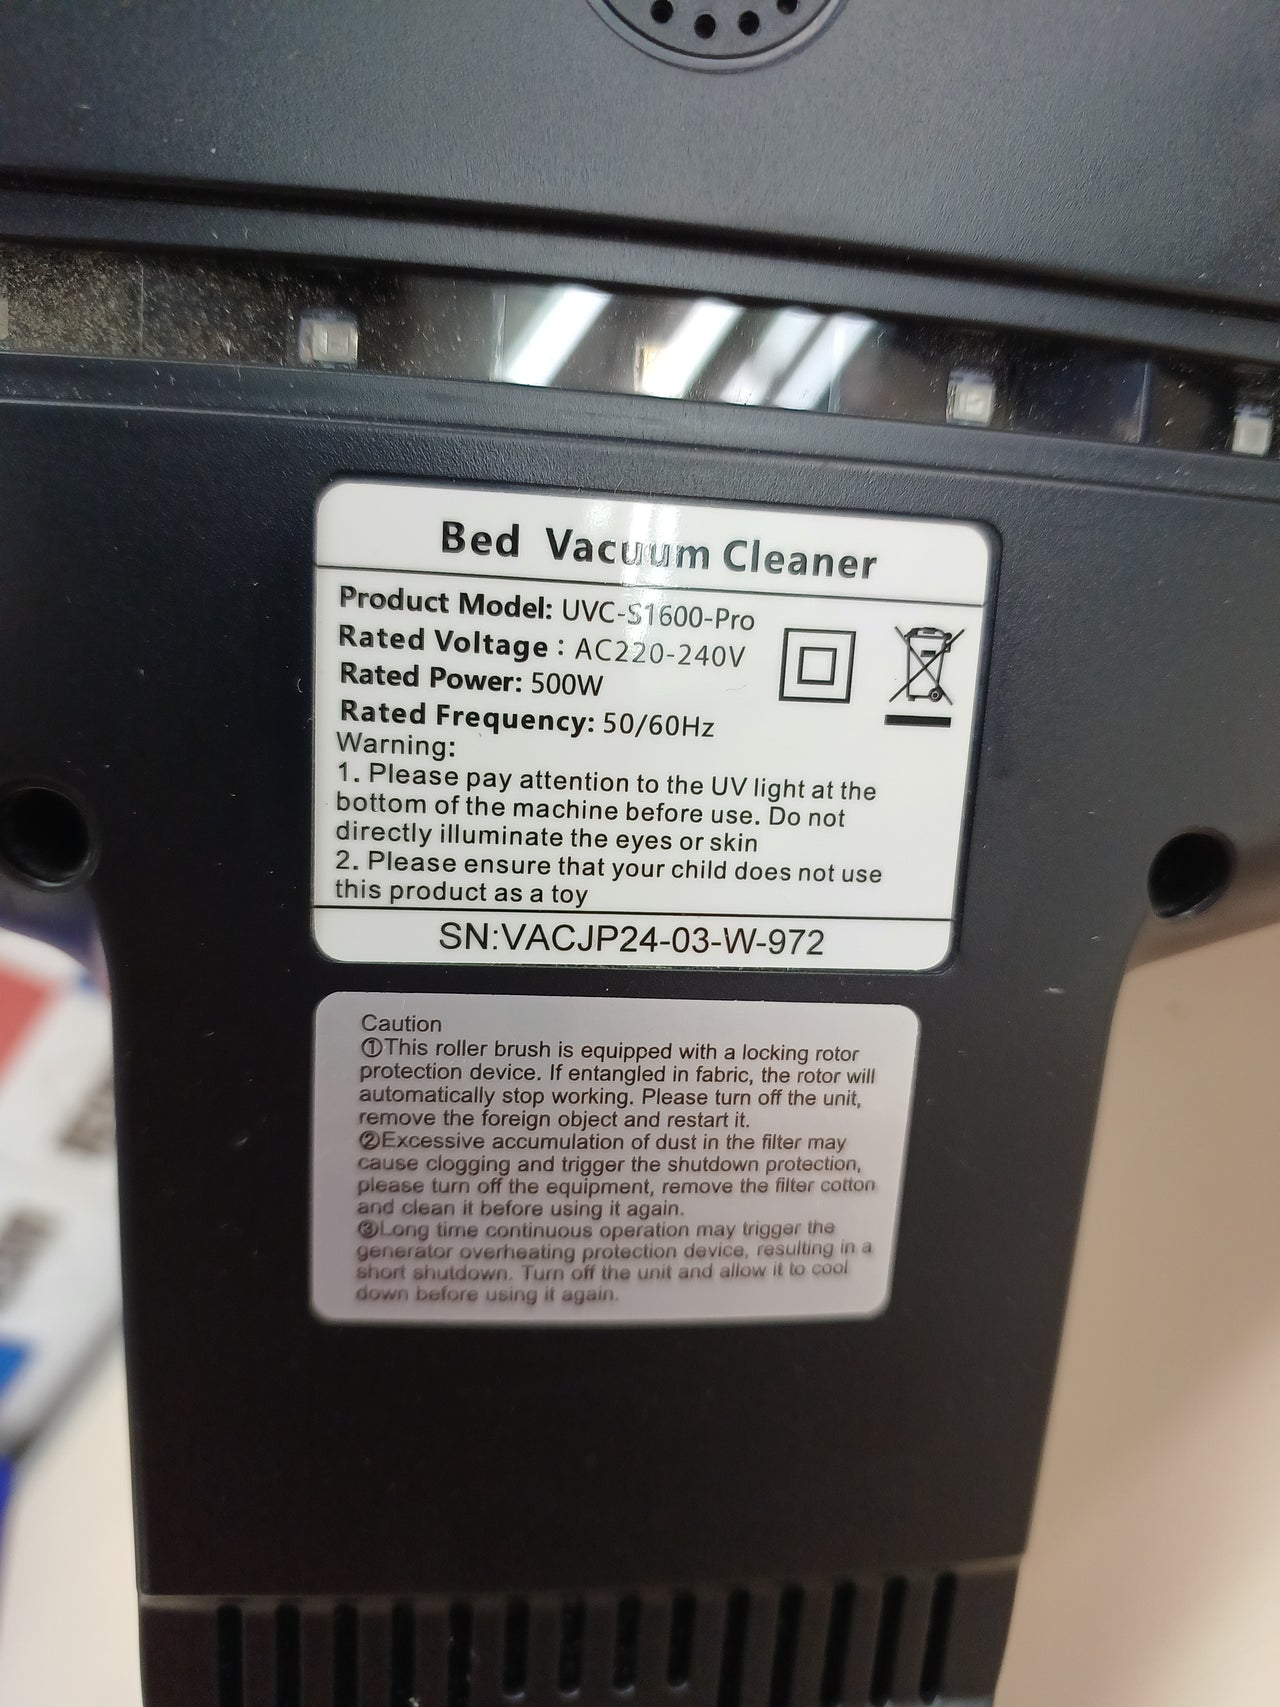 Bed Vacuum Cleaner
Product Model: UVC-S1600-Pro
Rated Voltage : AC220-240V
Rated Power: 500W
Rated Frequency: 50/60Hz
Warning:
1. Please pay attention to the UV light at the
bottom of the machine before use. Do not
directly illuminate the eyes or skin
2. Please ensure that your child does not use
this product as a toy
SN:VACJP24-03-W-972
Caution
①This roller brush is equipped with a locking rotor
protection device. If entangled in fabric, the rotor will
automatically stop working. Please turn off the unit,
remove the foreign object and restart it.
②Excessive accumulation of dust in the filter may
cause clogging and trigger the shutdown protection,
please turn off the equipment, remove the filter cotton
and clean it before using it again.
③Long time continuous operation may trigger the
generator overheating protection device, resulting in a
short shutdown. Turn off the unit and allow it to cool
down before using it again.